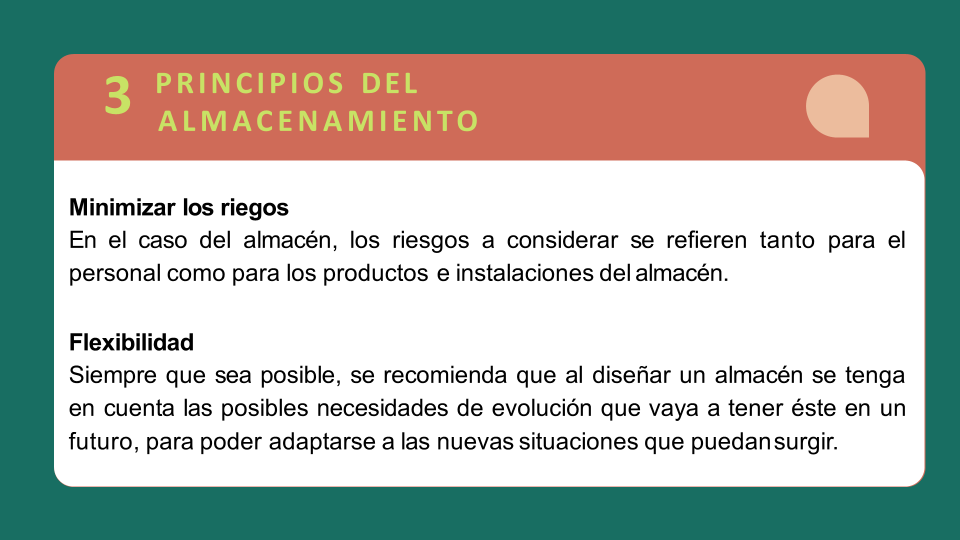 3 PRINCIPIOS DEL
ALMACENAMIENTO
Minimizar los riegos
En el caso del almacén, los riesgos a considerar se refieren tanto para el
personal como para los productos e instalaciones del almacén.
Flexibilidad
Siempre que sea posible, se recomienda que al diseñar un almacén se tenga
en cuenta las posibles necesidades de evolución que vaya a tener éste en un
futuro, para poder adaptarse a las nuevas situaciones que puedan surgir.